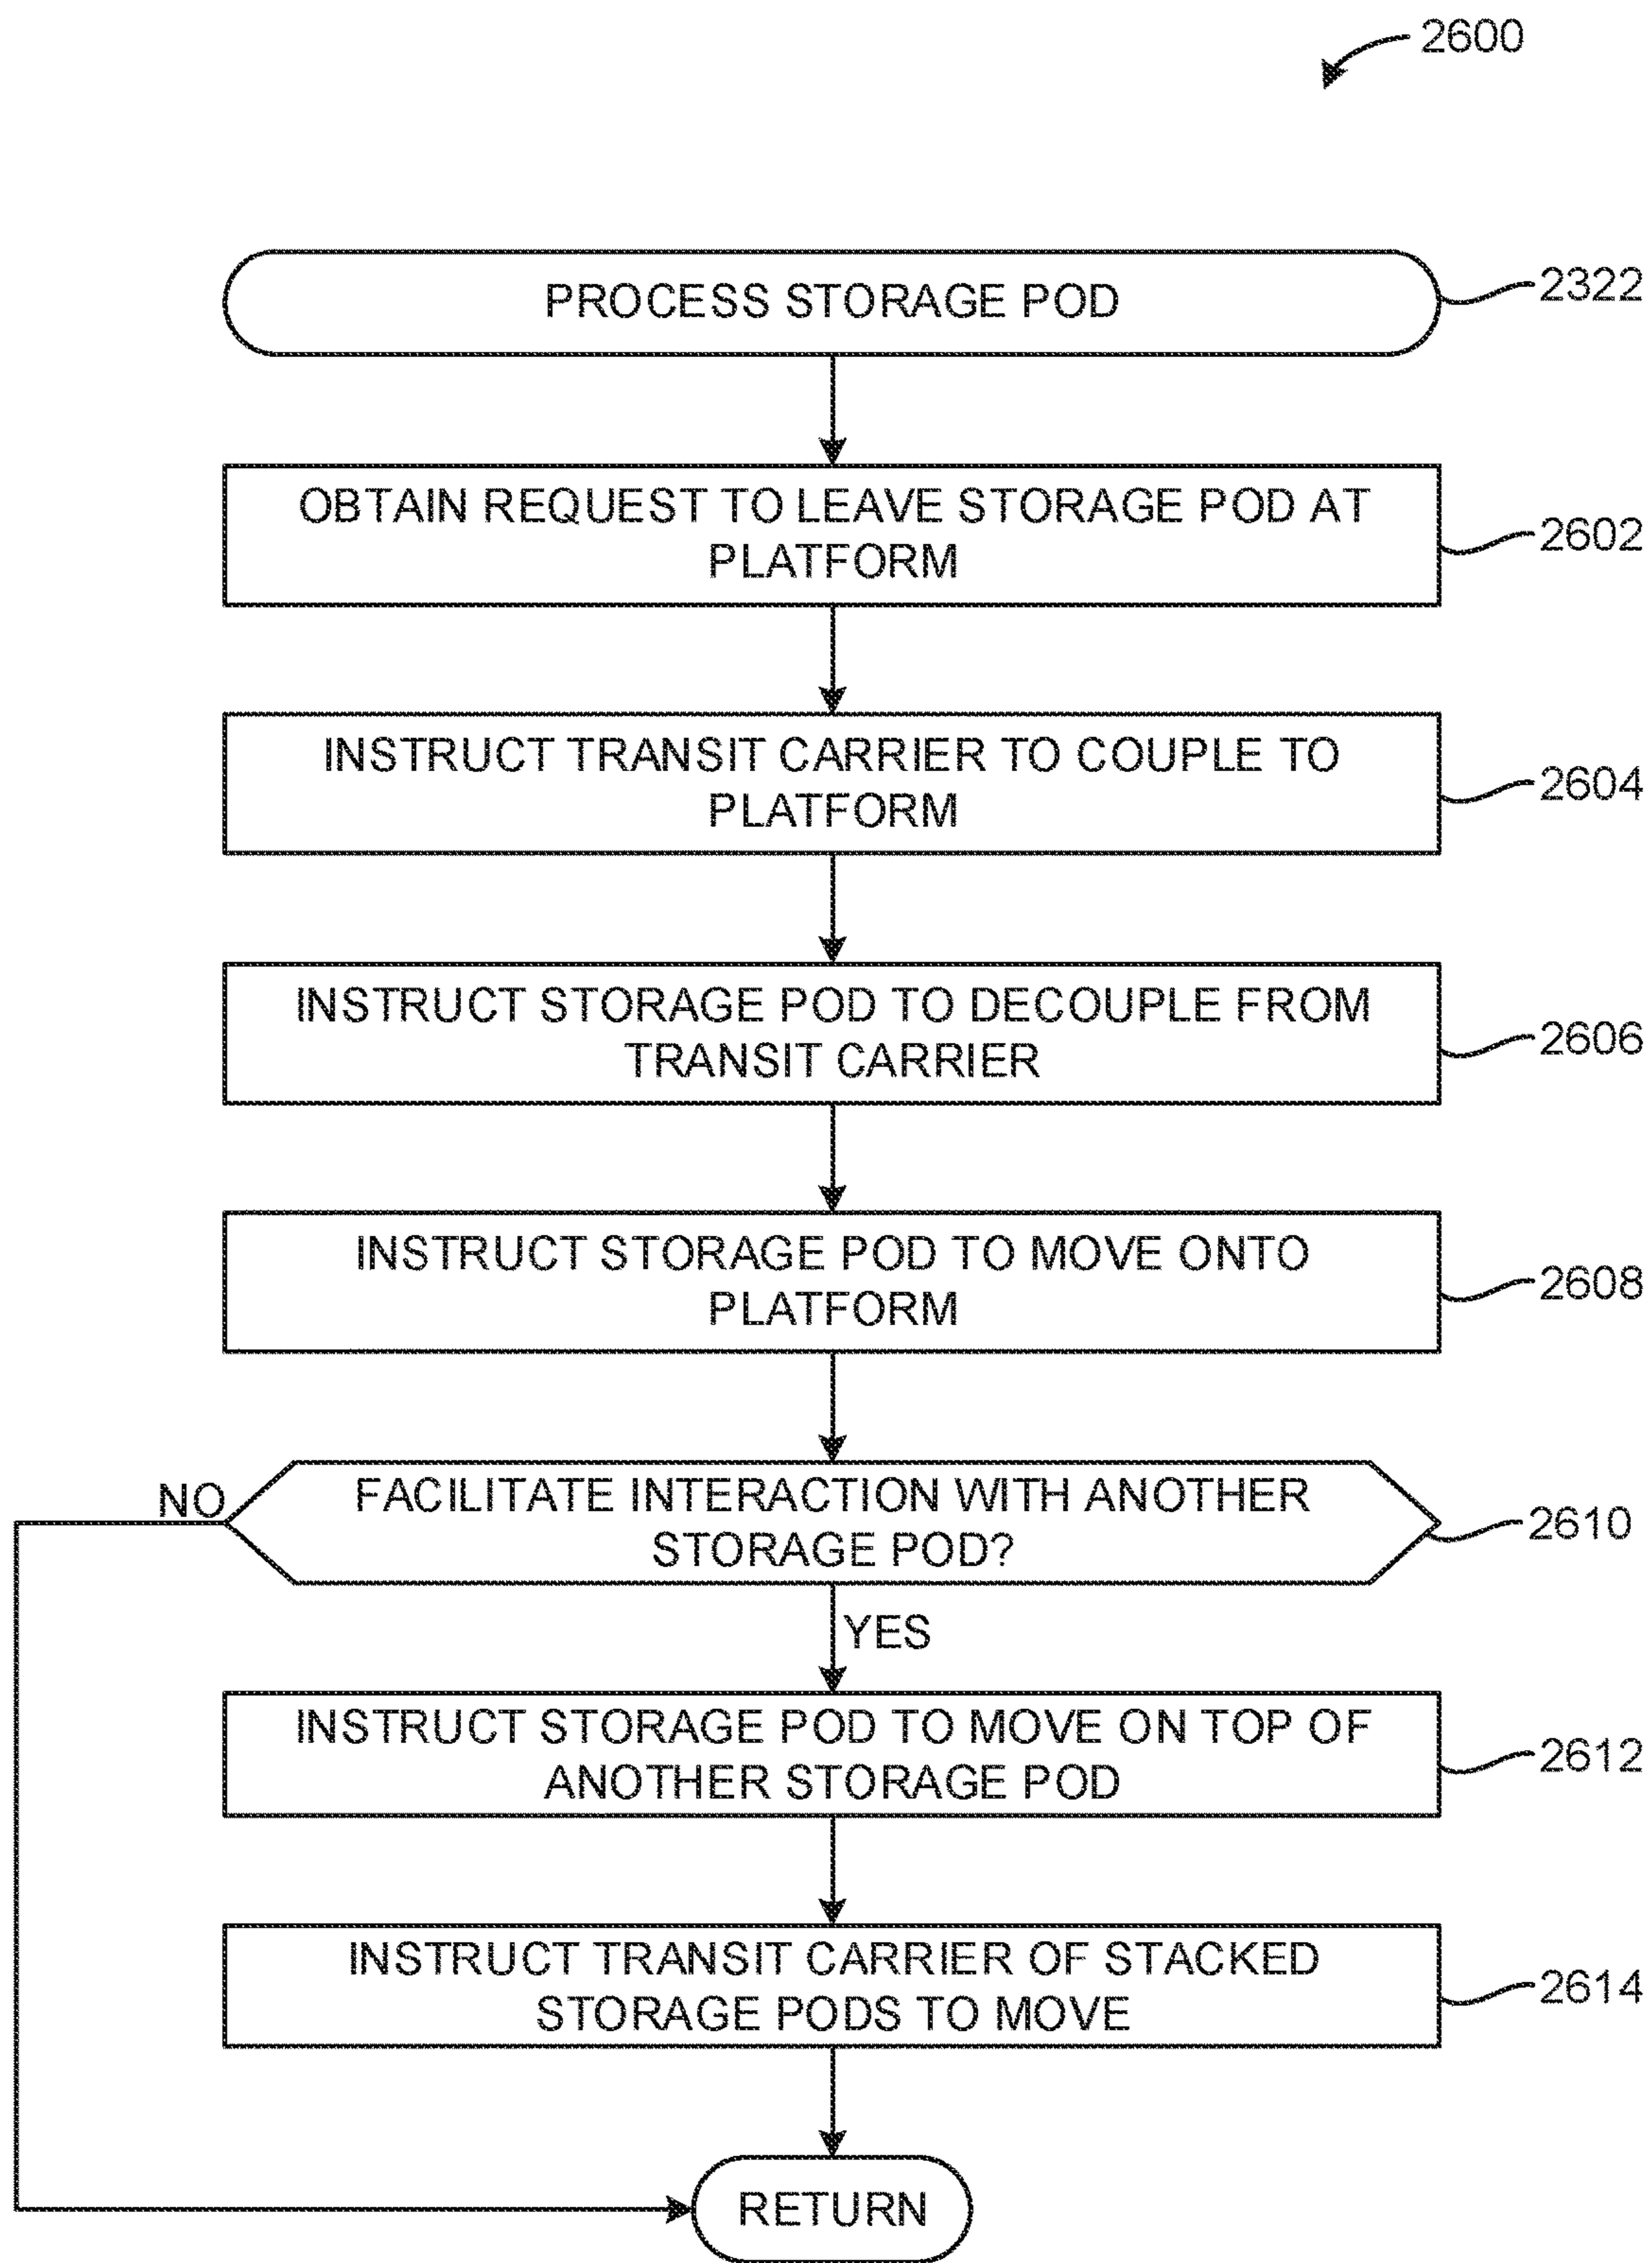 2600
PROCESS STORAGE POD
2322
OBTAIN REQUEST TO LEAVE STORAGE POD AT
PLATFORM
2602
INSTRUCT TRANSIT CARRIER TO COUPLE TO
PLATFORM
2604
INSTRUCT STORAGE POD TO DECOUPLE FROM
TRANSIT CARRIER
2606
INSTRUCT STORAGE POD TO MOVE ONTO
PLATFORM
2608
NO
FACILITATE INTERACTION WITH ANOTHER
STORAGE POD?
2610
YES
INSTRUCT STORAGE POD TO MOVE ON TOP OF
ANOTHER STORAGE POD
2612
INSTRUCT TRANSIT CARRIER OF STACKED
STORAGE PODS TO MOVE
2614
RETURN